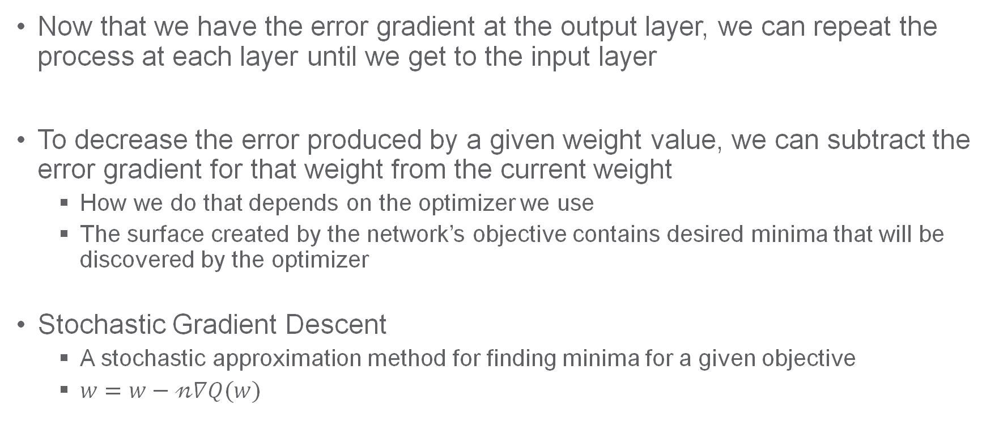 • Now that we have the error gradient at the output layer, we can repeat the
process at each layer until we get to the input layer
• To decrease the error produced by a given weight value, we can subtract the
error gradient for that weight from the current weight
▪ How we do that depends on the optimizer we use
▪ The surface created by the network’s objective contains desired minima that will be
discovered by the optimizer
• Stochastic Gradient Descent
▪ A stochastic approximation method for finding minima for a given objective
▪ 𝑤 = 𝑤 − 𝓃∇𝑄(𝑤)